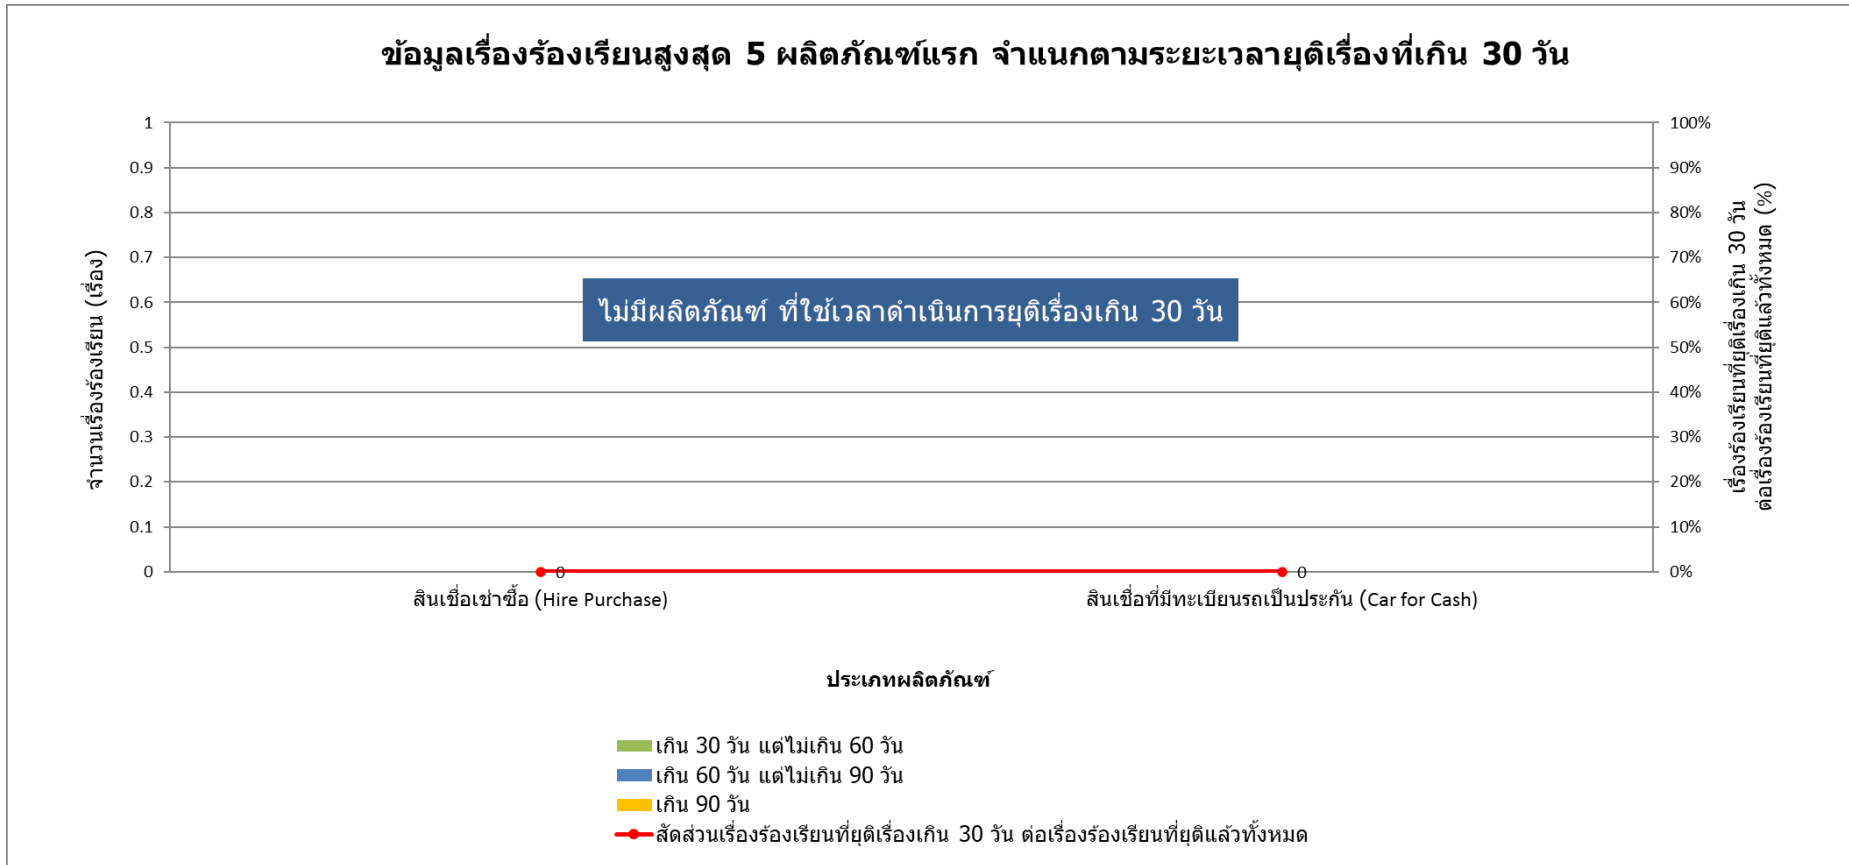 ข้อมูลเรื่องร้องเรียนสูงสุด 5 ผลิตภัณฑ์แรก จำแนกตามระยะเวลายุติเรื่องที่เกิน 30 วัน
จำนวนเรื่องร้องเรียน (เรื่อง)
1
0.9
0.8
0.7
0.6
0.5
0.4
0.3
0.2
0.1
0
ไม่มีผลิตภัณฑ์ ที่ใช้เวลาดำเนินการยุติเรื่องเกิน 30 วัน
0
0
100%
90%
80%
70%
60%
50%
40%
30%
20%
10%
0%
เรื่องร้องเรียนที่ยุติเรื่องเกิน 30 วัน
ต่อเรื่องร้องเรียนที่ยุติแล้วทั้งหมด (%)
สินเชื่อเช่าซื้อ (Hire Purchase)
สินเชื่อที่มีทะเบียนรถเป็นประกัน (Car for Cash)
ประเภทผลิตภัณฑ์
เกิน 30 วัน แต่ไม่เกิน 60 วัน
เกิน 60 วัน แต่ไม่เกิน 90 วัน
เกิน 90 วัน
สัดส่วนเรื่องร้องเรียนที่ยุติเรื่องเกิน 30 วัน ต่อเรื่องร้องเรียนที่ยุติแล้วทั้งหมด